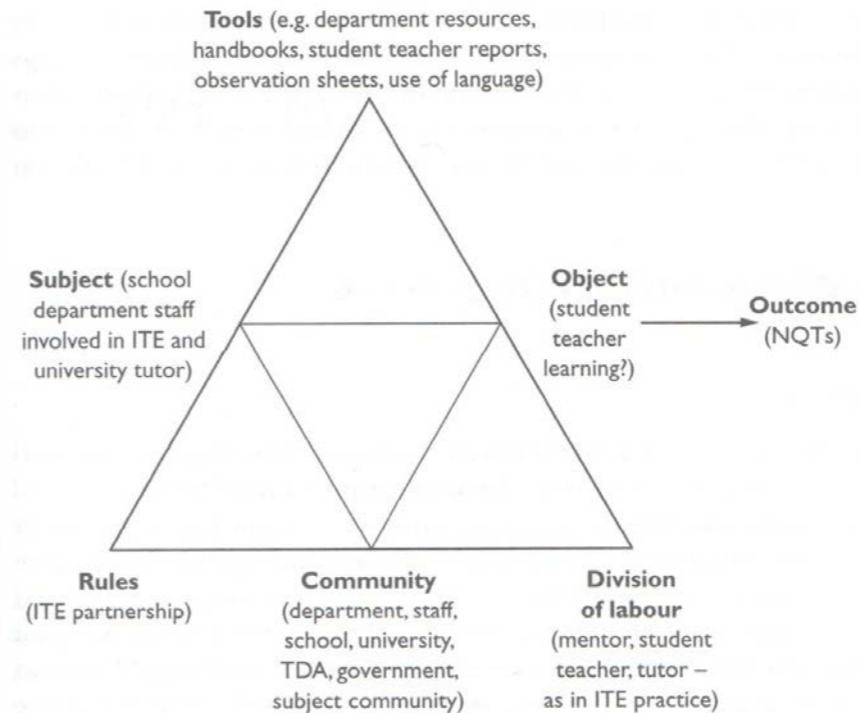 Tools (e.g. department resources,
handbooks, student teacher reports,
observation sheets, use of language)
Subject (school
department staff
involved in ITE and
university tutor)
Object
(student
teacher
learning?)
Outcome
(NQTs)
Rules
(ITE partnership)
Community
(department, staff,
school, university,
TDA, government,
subject community)
Division
of labour
(mentor, student
teacher, tutor –
as in ITE practice)